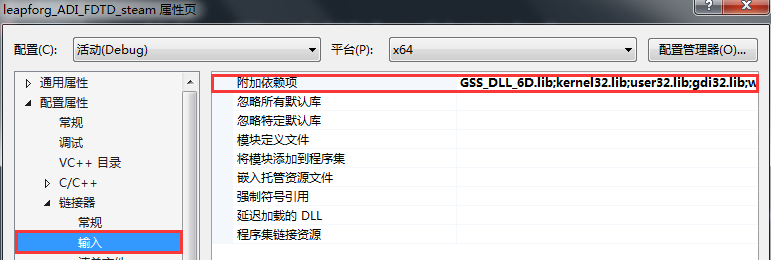 leapforg_ADI_FDTD_steam 属性页
配置(C): 活动(Debug) 平台(P): x64 配置管理器(O)...
通用属性
配置属性
常规
调试
VC++ 目录
C/C++
链接器
常规
输入
附加依赖项 GSS_DLL_6D.lib;kernel32.lib;user32.lib;gdi32.lib;w
忽略所有默认库
忽略特定默认库
模块定义文件
将模块添加到程序集
嵌入托管资源文件
强制符号引用
延迟加载的 DLL
程序集链接资源